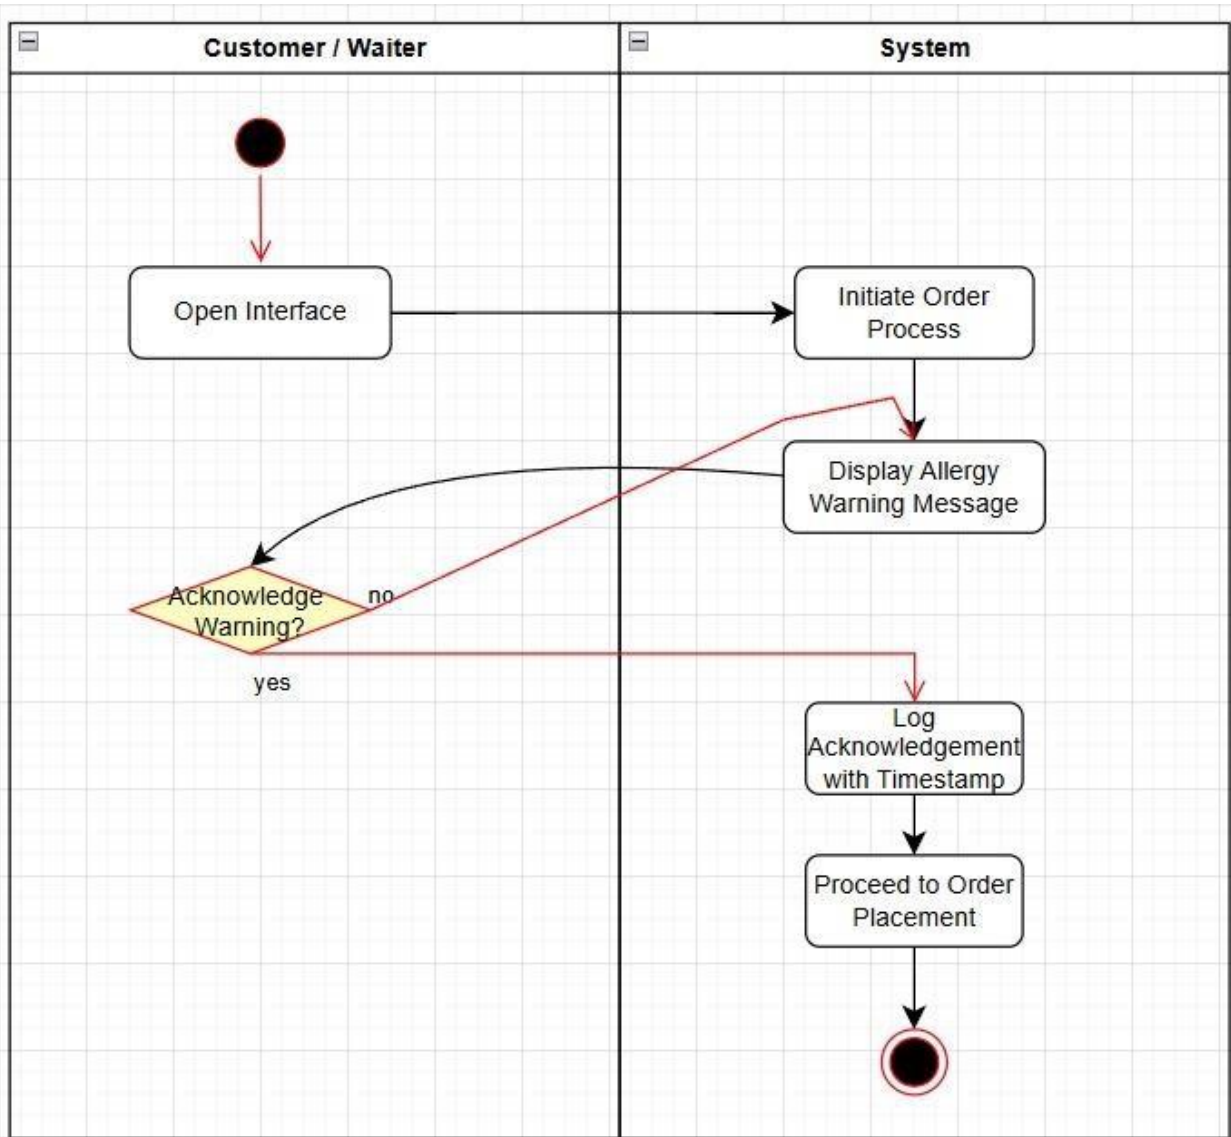 Customer / Waiter
System
Open Interface
Initiate Order
Process
Display Allergy
Warning Message
Acknowledge
Warning?
no
yes
Log
Acknowledgement
with Timestamp
Proceed to Order
Placement